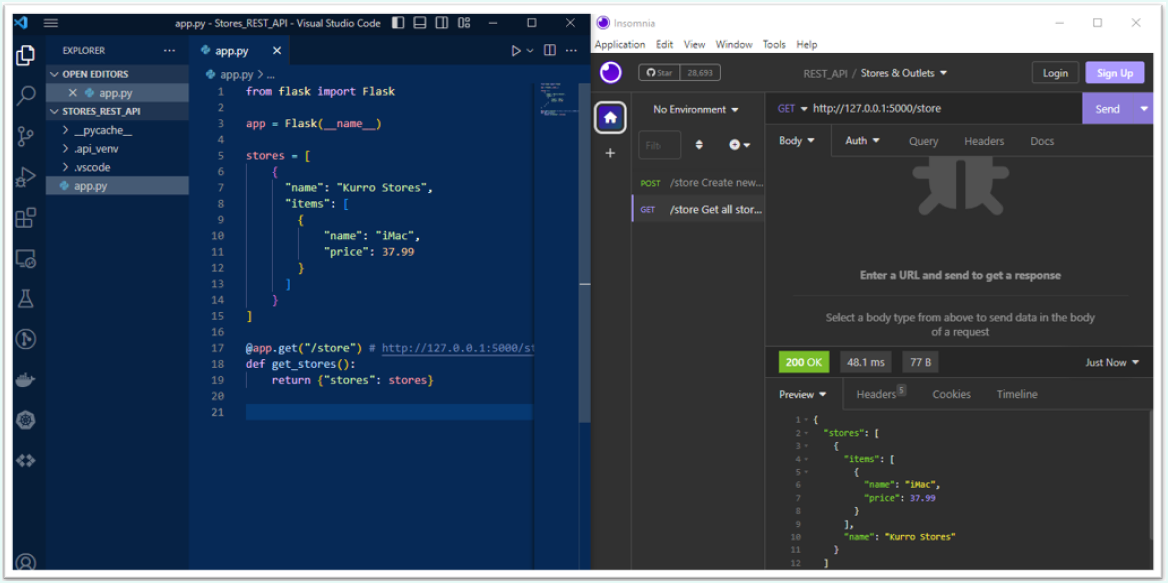 app.py - Stores_REST_API - Visual Studio Code
EXPLORER
OPEN EDITORS
app.py
STORES_REST_API
__pycache__
.api_venv
.vscode
app.py
app.py
app.py > ...
1 from flask import Flask
2
3 app = Flask(__name__)
4
5 stores = [
6 {
7 "name": "Kurro Stores",
8 "items": [
9 {
10 "name": "iMac",
11 "price": 37.99
12 }
13 ]
14 }
15 ]
16
17 @app.get("/store") # http://127.0.0.1:5000/st
18 def get_stores():
19 return {"stores": stores}
20
21
Insomnia
Application Edit View Window Tools Help
Star 28,693
REST_API / Stores & Outlets
Login
Sign Up
No Environment
Filt
POST /store Create new...
GET /store Get all stor...
GET http://127.0.0.1:5000/store
Send
Body Auth Query Headers Docs
Enter a URL and send to get a response
Select a body type from above to send data in the body
of a request
200 OK 48.1 ms 77 B Just Now
Preview Headers 5 Cookies Timeline
1 {
2 "stores": [
3 {
4 "items": [
5 {
6 "name": "iMac",
7 "price": 37.99
8 }
9 ],
10 "name": "Kurro Stores"
11 }
12 ]